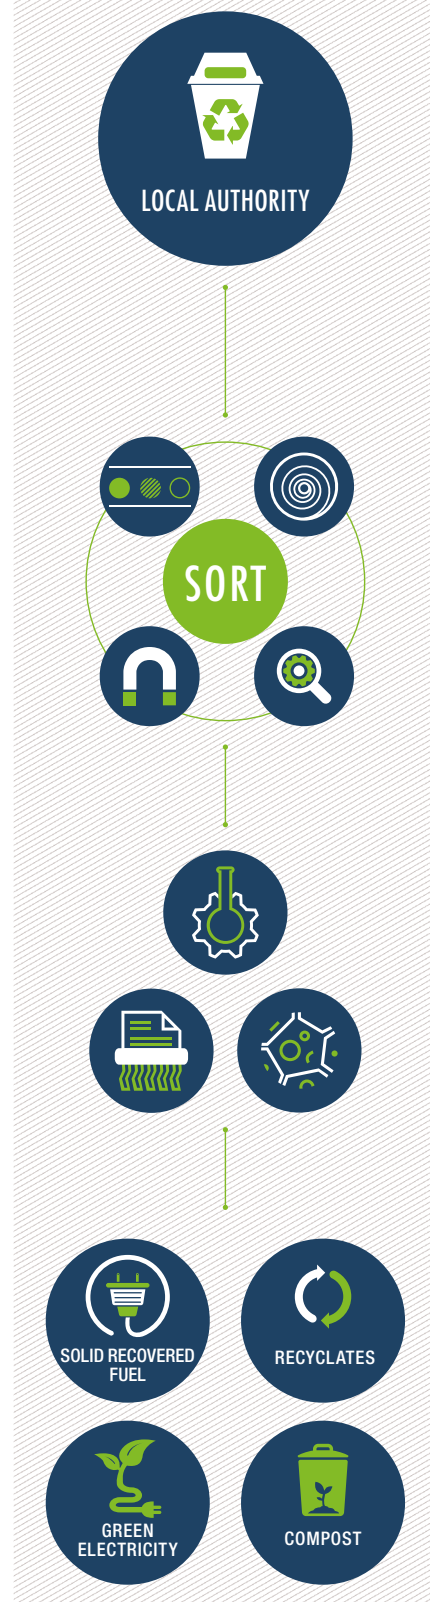 LOCAL AUTHORITY
SORT
SOLID RECOVERED
FUEL
RECYCLATES
GREEN
ELECTRICITY
COMPOST